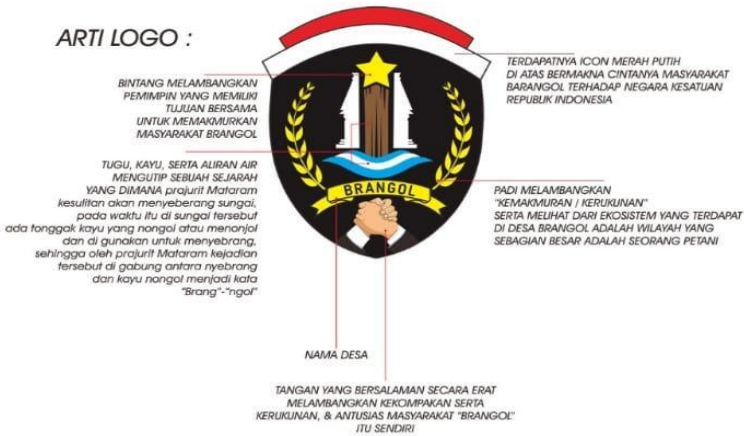 ARTI LOGO :
BINTANG MELAMBANGKAN
PEMIMPIN YANG MEMILIKI
TUJUAN BERSAMA
UNTUK MEMAKMURKAN
MASYARAKAT BRANGOL
TUGU, KAYU, SERTA ALIRAN AIR
MENGUTIP SEBUAH SEJARAH
YANG DIMANA prajurit Mataram
kesulitan akan menyeberang sungai,
pada waktu itu di sungai tersebut
ada tonggak kayu yang nongol atau menonjol
dan di gunakan untuk menyebrang,
sehingga oleh prajurit Mataram kejadian
tersebut di gabung antara nyebrang
dan kayu nongol menjadi kata
"Brang"-"ngol"
BRANGOL
TERDAPATNYA ICON MERAH PUTIH
DI ATAS BERMAKNA CINTANYA MASYARAKAT
BARANGOL TERHADAP NEGARA KESATUAN
REPUBLIK INDONESIA
PADI MELAMBANGKAN
"KEMAKMURAN / KERUKUNAN"
SERTA MELIHAT DARI EKOSISTEM YANG TERDAPAT
DI DESA BRANGOL ADALAH WILAYAH YANG
SEBAGIAN BESAR ADALAH SEORANG PETANI
NAMA DESA
TANGAN YANG BERSALAMAN SECARA ERAT
MELAMBANGKAN KEKOMPAKAN SERTA
KERUKUNAN, & ANTUSIAS MASYARAKAT "BRANGOL"
ITU SENDIRI